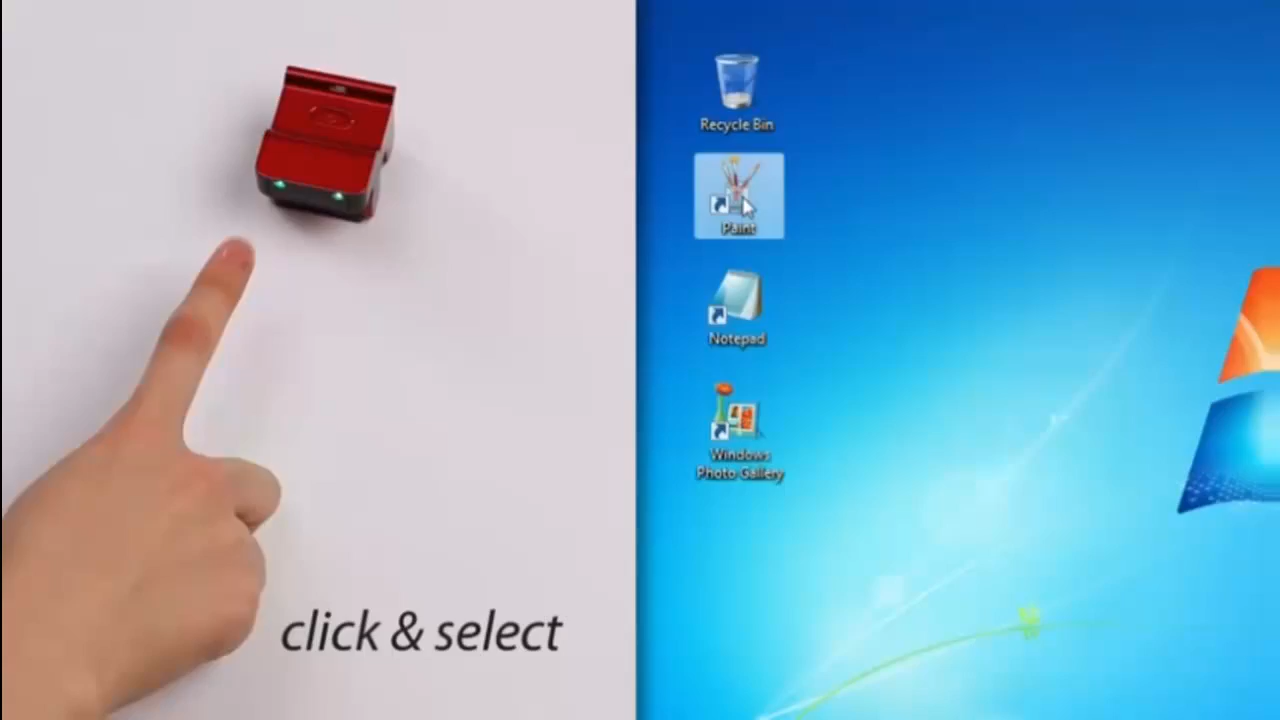 click & select
Recycle Bin
Paint
Notepad
Windows
Photo Gallery